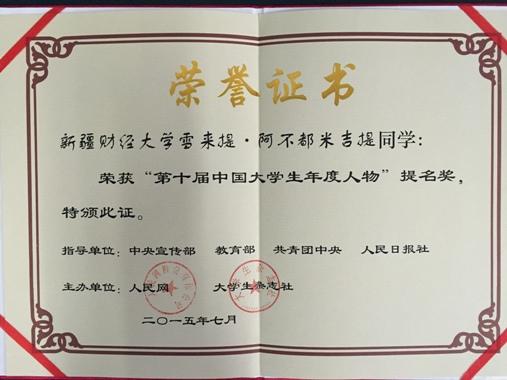 荣誉证书
新疆财经大学雪来提·阿不都米吉提同学:
荣获“第十届中国大学生年度人物”提名奖,
特颁此证。
指导单位: 中央宣传部 教育部 共青团中央 人民日报社
主办单位: 人民网 大学生杂志社
二〇一五年七月